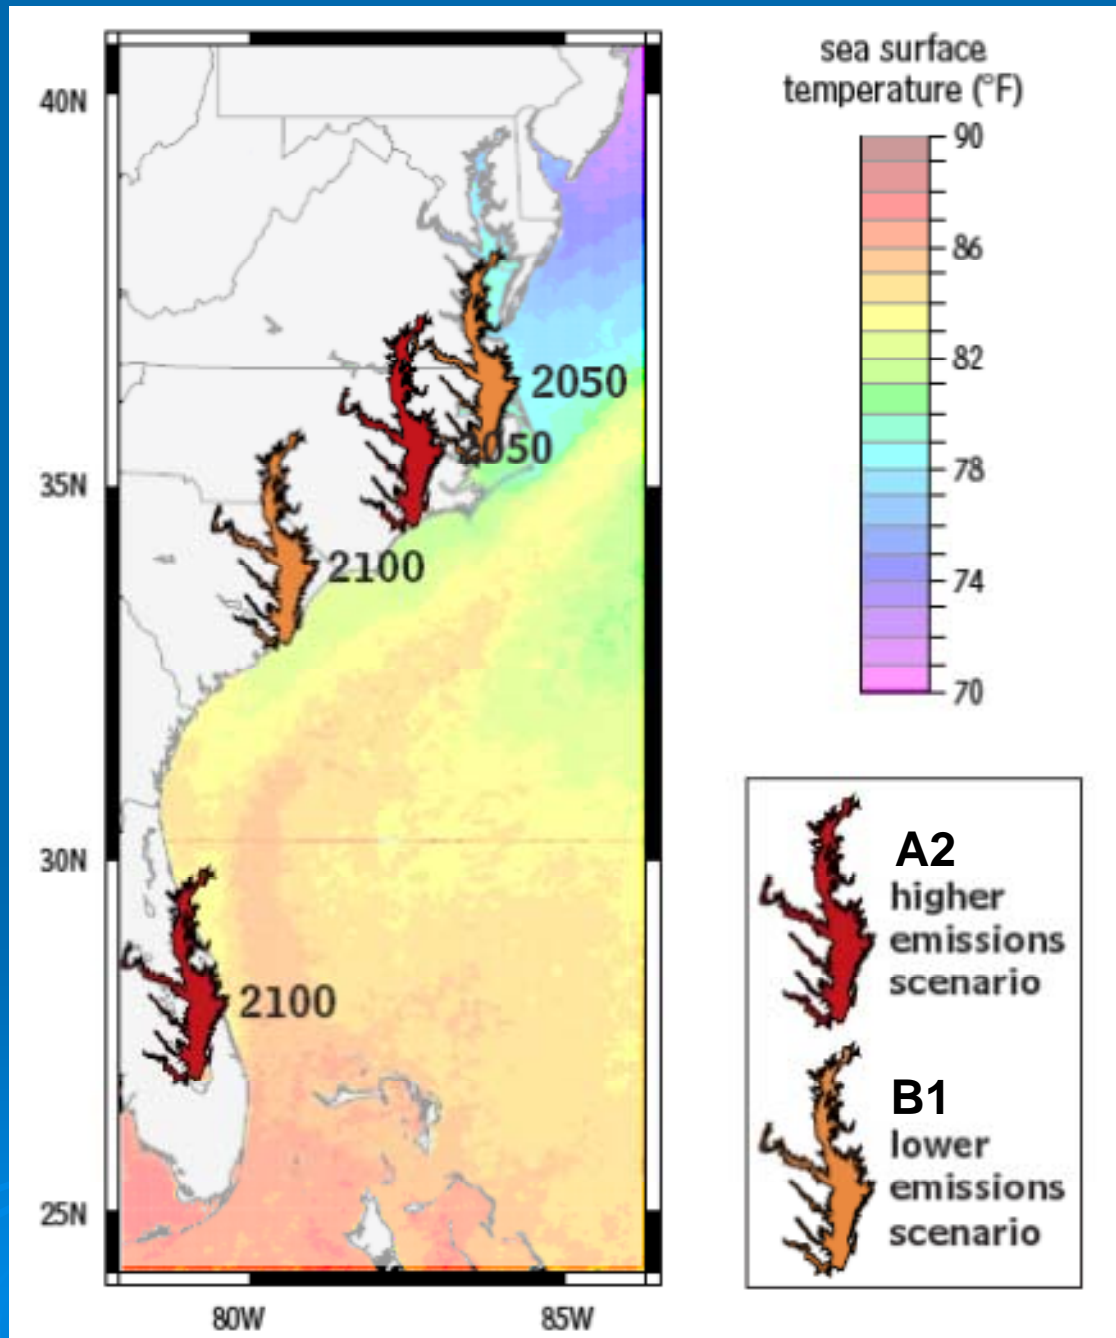 40N
35N
30N
25N
80W
85W
2050
2050
2100
2100
sea surface
temperature (°F)
90
86
82
78
74
70
A2
higher
emissions
scenario
B1
lower
emissions
scenario